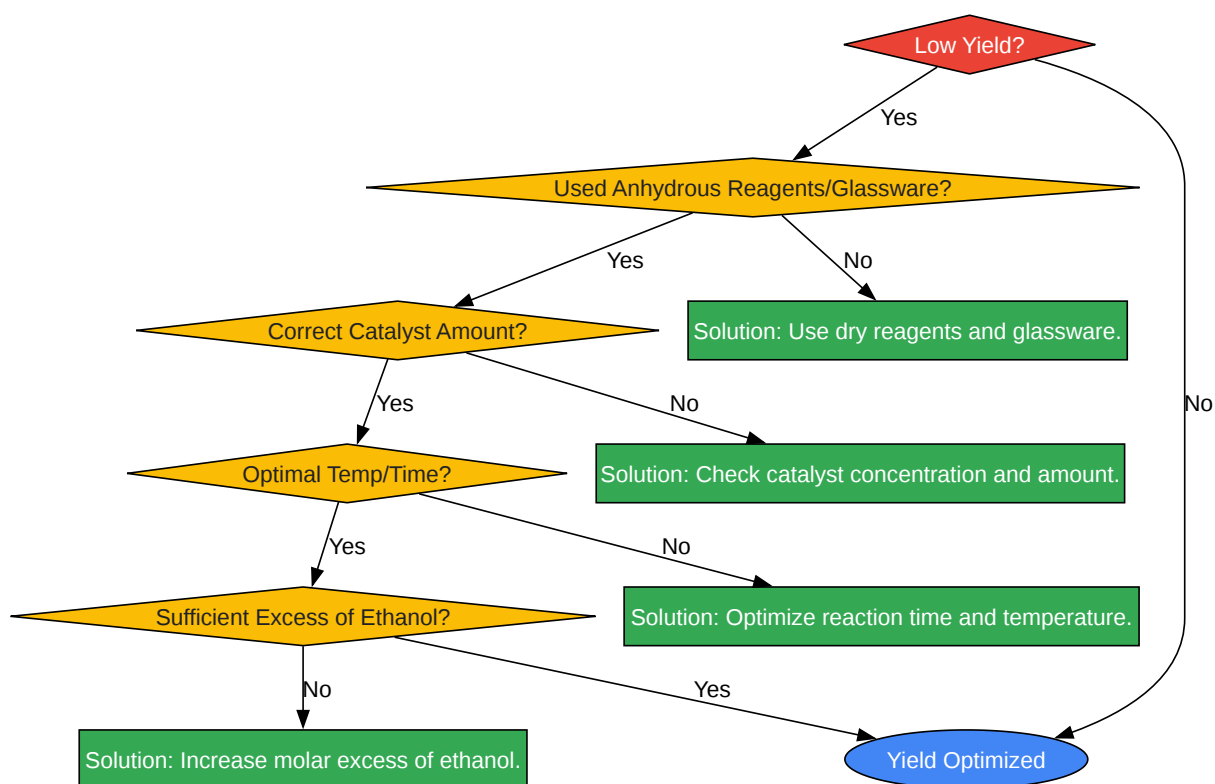 Low Yield?
Yes
Used Anhydrous Reagents/Glassware?
Yes
No
Correct Catalyst Amount?
Solution: Use dry reagents and glassware.
Yes
No
No
Optimal Temp/Time?
Solution: Check catalyst concentration and amount.
Yes
No
Sufficient Excess of Ethanol?
Solution: Optimize reaction time and temperature.
No
Yes
Solution: Increase molar excess of ethanol.
Yield Optimized